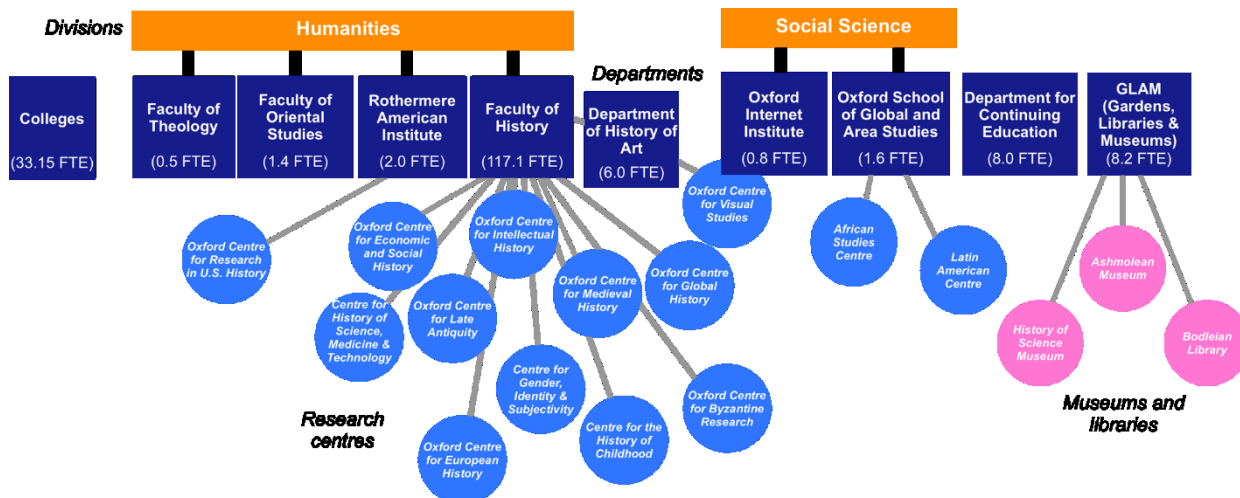 Divisions
Humanities
Social Science
Departments
Colleges
(33.15 FTE)
Faculty of
Theology
(0.5 FTE)
Faculty of
Oriental
Studies
(1.4 FTE)
Rothermere
American
Institute
(2.0 FTE)
Faculty of
History
(117.1 FTE)
Department
of History of
Art
(6.0 FTE)
Oxford
Internet
Institute
(0.8 FTE)
Oxford School
of Global and
Area Studies
(1.6 FTE)
Department for
Continuing
Education
(8.0 FTE)
GLAM
(Gardens,
Libraries &
Museums)
(8.2 FTE)
Oxford Centre
for Research
in U.S. History
Oxford Centre
for Economic
and Social
History
Oxford Centre
for Intellectual
History
Oxford Centre
for Visual
Studies
Centre for
History of
Science,
Medicine &
Technology
Oxford Centre
for Late
Antiquity
Oxford Centre
for Medieval
History
Oxford Centre
for Global
History
African
Studies
Centre
Latin
American
Centre
Ashmolean
Museum
History of
Science
Museum
Bodleian
Library
Centre for
Gender,
Identity &
Subjectivity
Oxford Centre
for Byzantine
Research
Oxford Centre
for European
History
Centre for the
History of
Childhood
Research
centres
Museums and
libraries